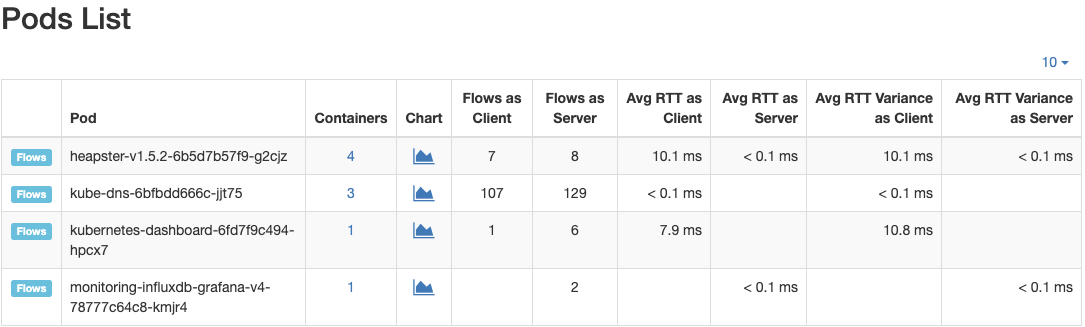 Pods List
10
Pod Containers Chart Flows as Client Flows as Server Avg RTT as Client Avg RTT as Server Avg RTT Variance as Client Avg RTT Variance as Server
Flows heapster-v1.5.2-6b5d7b57f9-g2cjz 4 7 8 10.1 ms < 0.1 ms 10.1 ms < 0.1 ms
Flows kube-dns-6bfbdd666c-jjt75 3 107 129 < 0.1 ms < 0.1 ms
Flows kubernetes-dashboard-6fd7f9c494- 1 1 6 7.9 ms 10.8 ms
hpcx7
Flows monitoring-influxdb-grafana-v4- 1 2 < 0.1 ms < 0.1 ms
78777c64c8-kmjr4